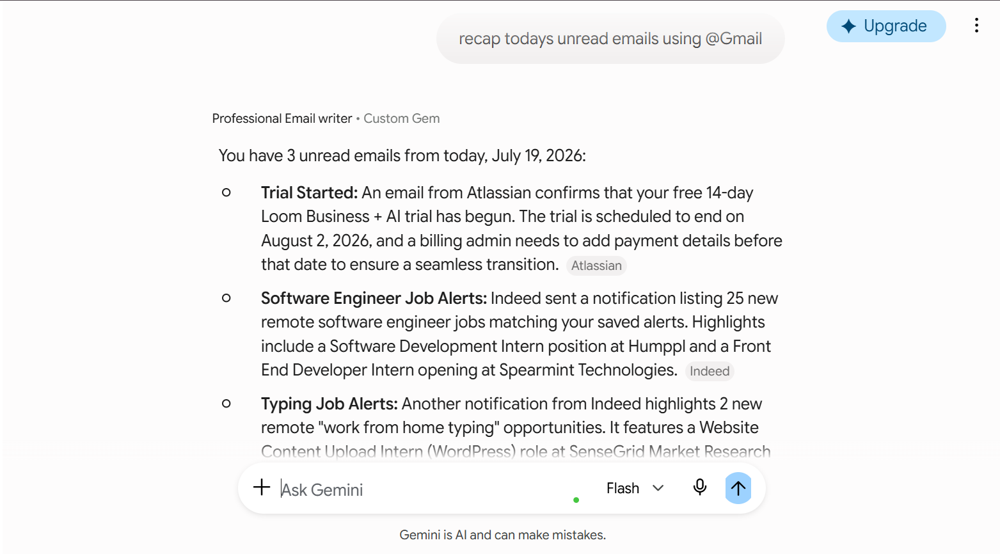 recap todays unread emails using @Gmail
Upgrade
Professional Email writer • Custom Gem
You have 3 unread emails from today, July 19, 2026:
Trial Started: An email from Atlassian confirms that your free 14-day
Loom Business + AI trial has begun. The trial is scheduled to end on
August 2, 2026, and a billing admin needs to add payment details before
that date to ensure a seamless transition. Atlassian
Software Engineer Job Alerts: Indeed sent a notification listing 25 new
remote software engineer jobs matching your saved alerts. Highlights
include a Software Development Intern position at Humppl and a Front
End Developer Intern opening at Spearmint Technologies. Indeed
Typing Job Alerts: Another notification from Indeed highlights 2 new
remote "work from home typing" opportunities. It features a Website
Content Upload Intern (WordPress) role at SenseGrid Market Research
Ask Gemini
Flash
Gemini is AI and can make mistakes.